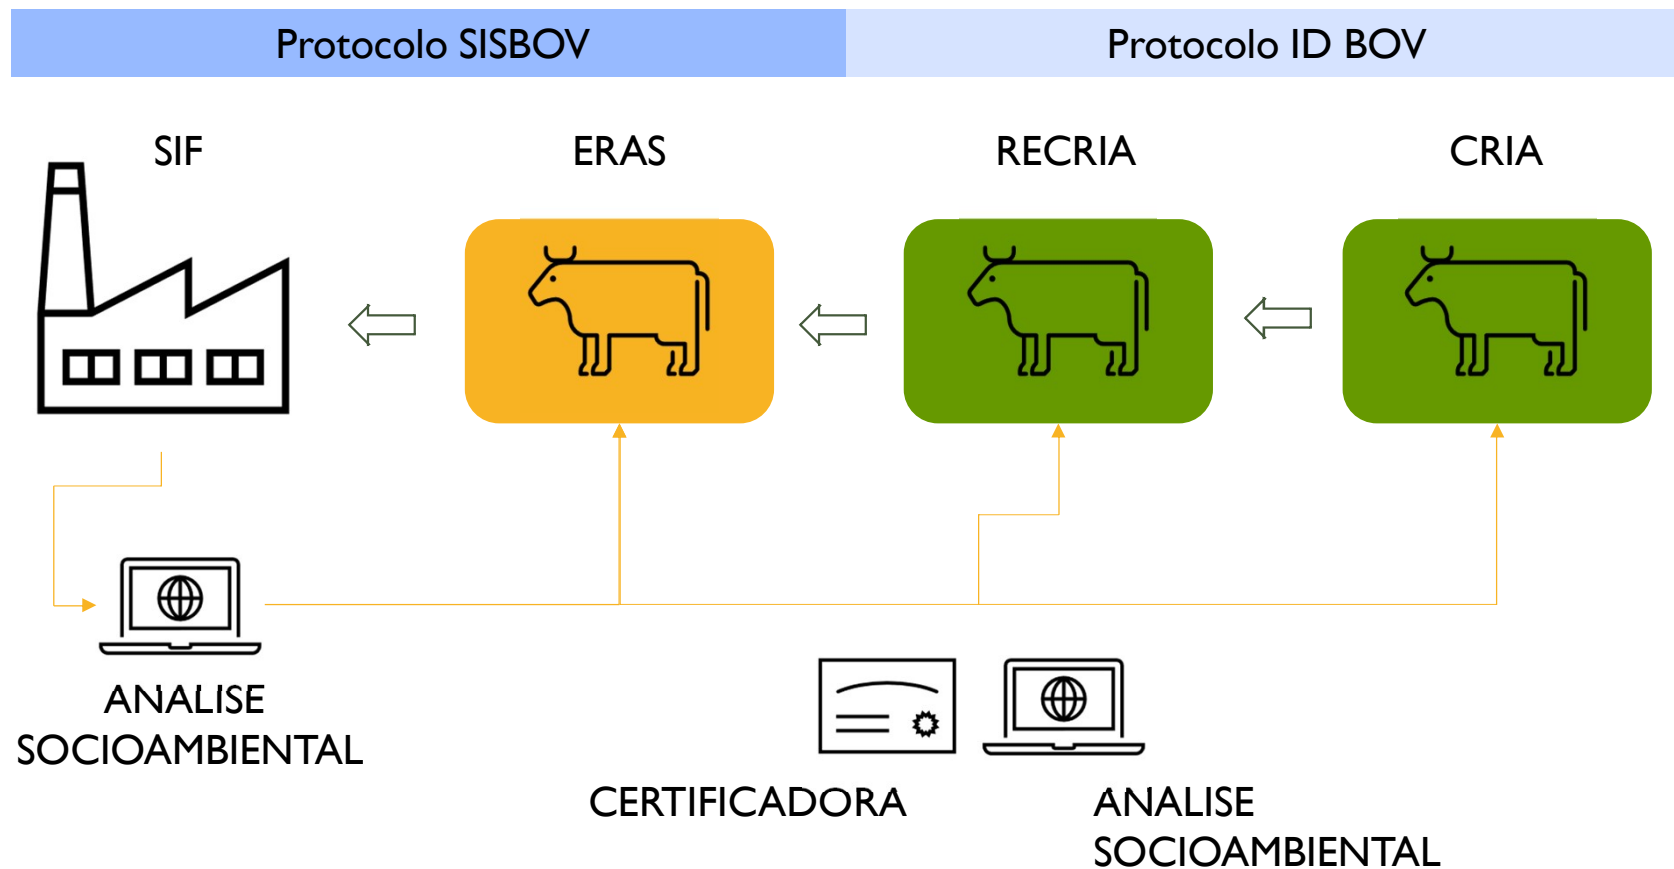 Protocolo SISBOV
Protocolo ID BOV
SIF
ERAS
RECRIA
CRIA
ANALISE
SOCIOAMBIENTAL
CERTIFICADORA
ANALISE
SOCIOAMBIENTAL